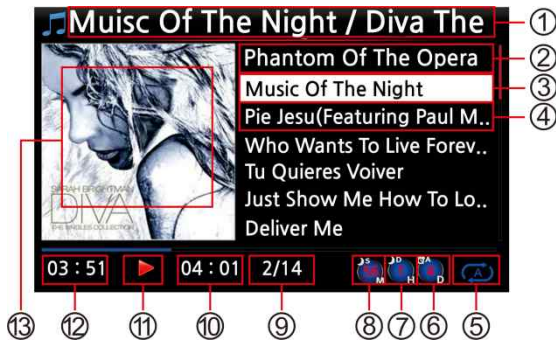 Muisc Of The Night / Diva The
①
Phantom Of The Opera
②
Music Of The Night
③
Pie Jesu(Featuring Paul M..
④
Who Wants To Live Forev..
Tu Quieres Voiver
Just Show Me How To Lo..
Deliver Me
SARAH BRIGHTMAN
DIVA
THE SINGLES COLLECTION
03 : 51
04 : 01
2/14
S M
D H
A D
A
⑬ ⑫ ⑪ ⑩ ⑨ ⑧ ⑦ ⑥ ⑤